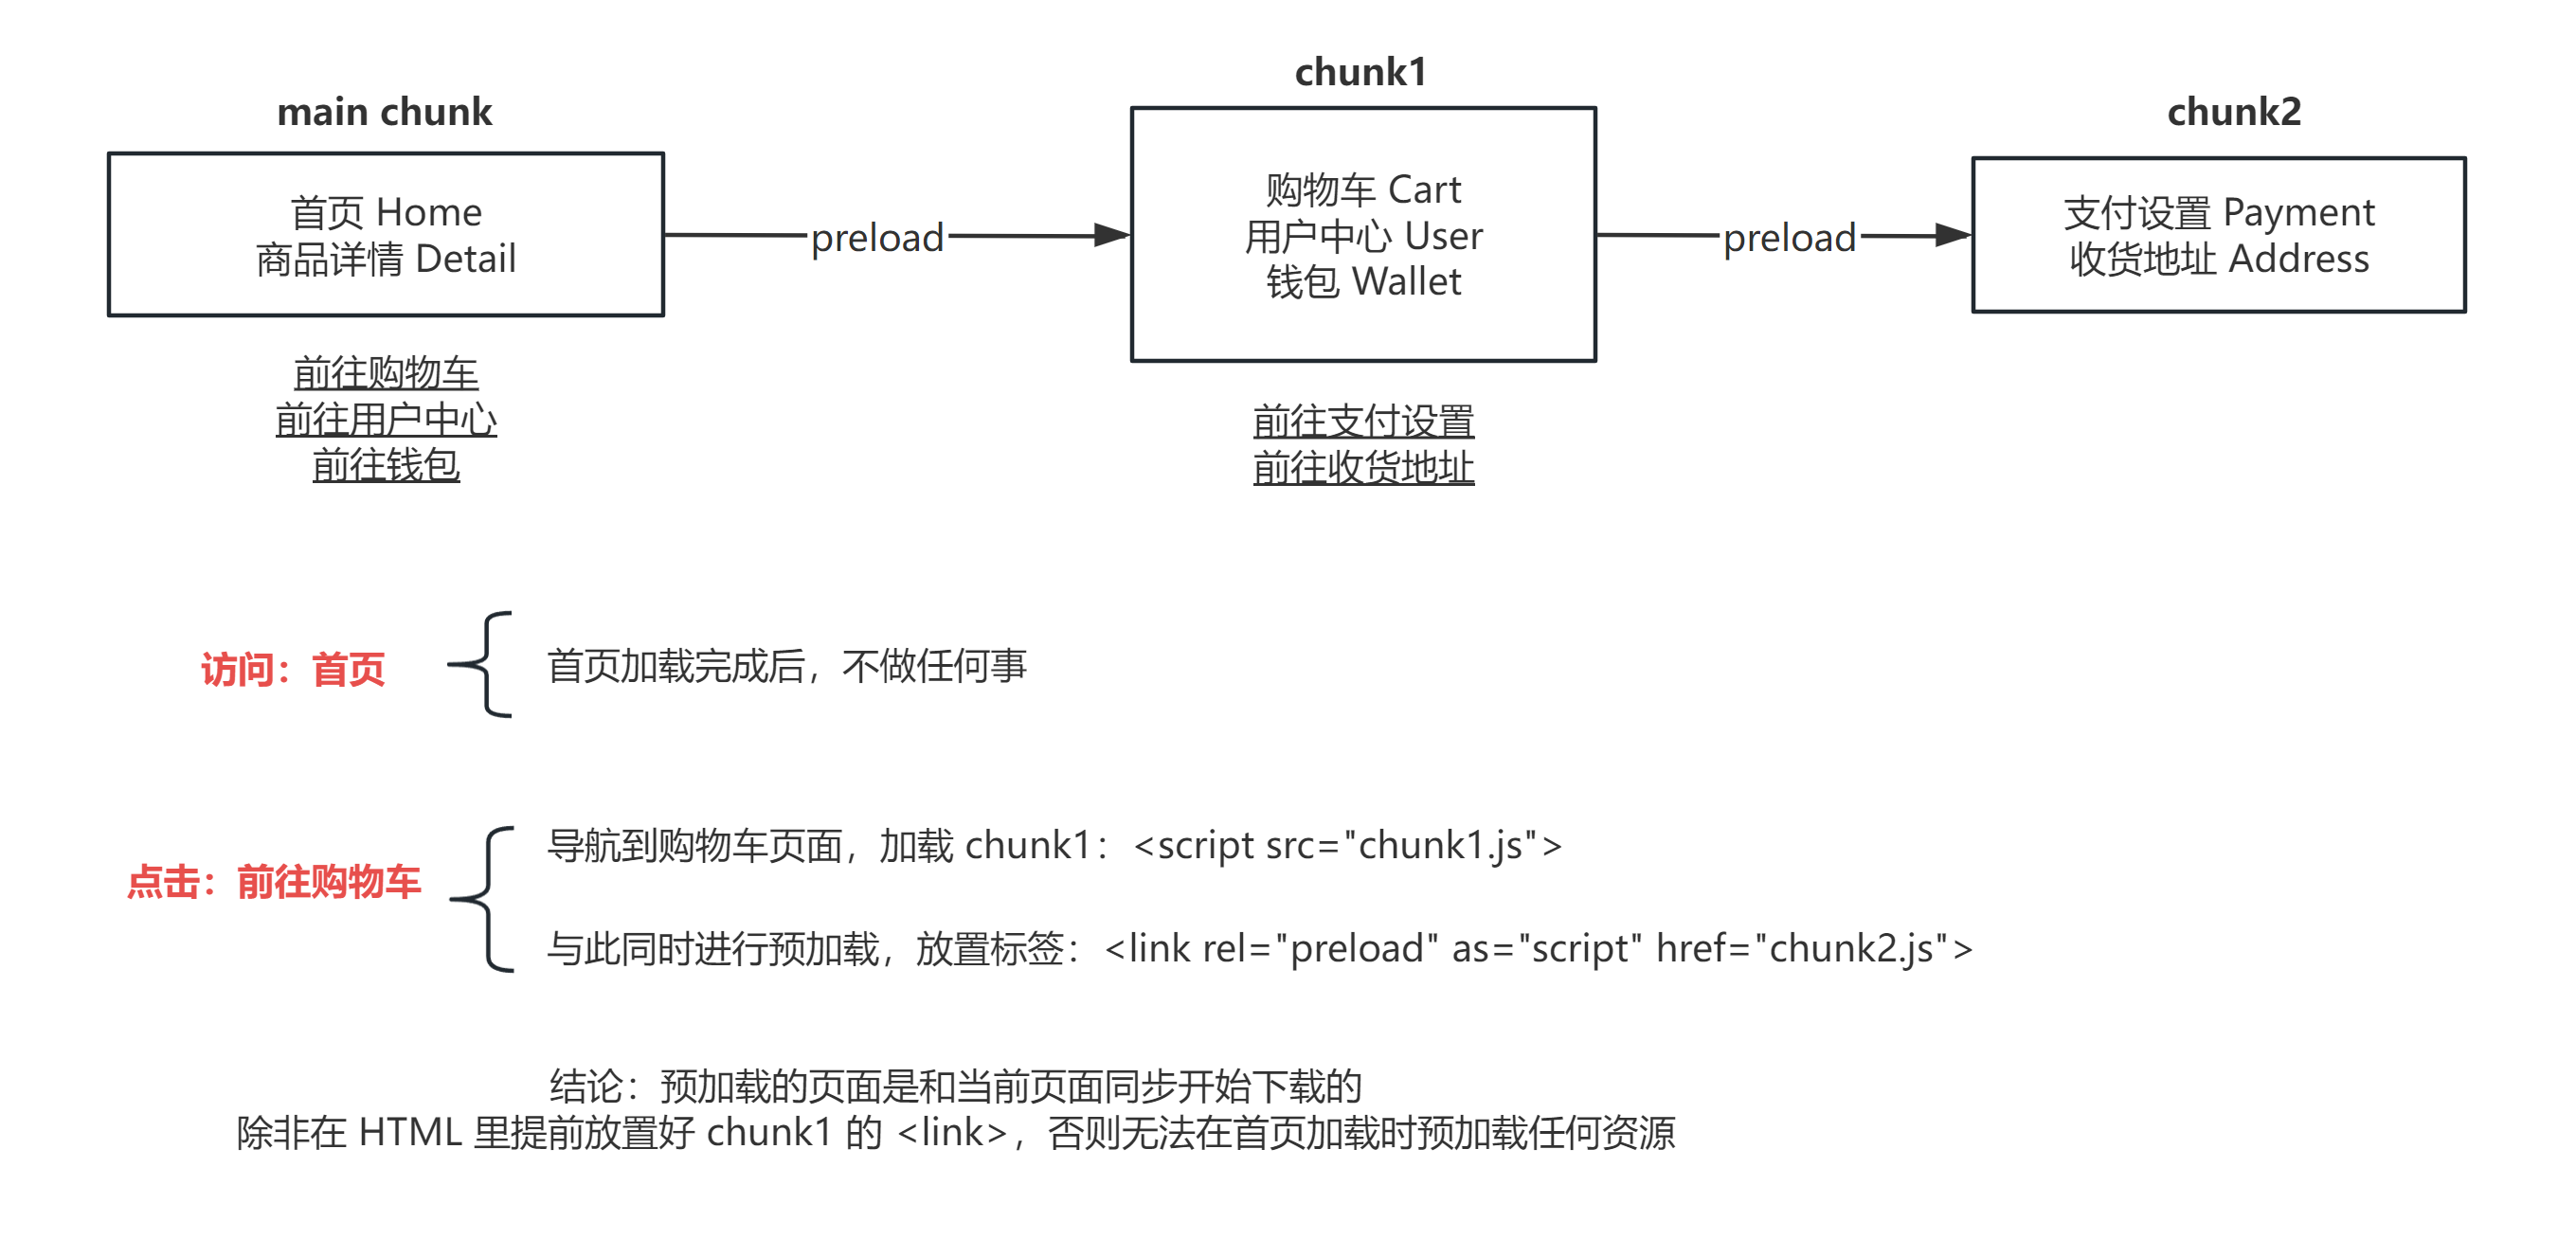 main chunk
首页 Home
商品详情 Detail
前往购物车
前往用户中心
前往钱包
preload
chunk1
购物车 Cart
用户中心 User
钱包 Wallet
前往支付设置
前往收货地址
preload
chunk2
支付设置 Payment
收货地址 Address
访问：首页
首页加载完成后，不做任何事
点击：前往购物车
导航到购物车页面，加载 chunk1：<script src="chunk1.js">
与此同时进行预加载，放置标签：<link rel="preload" as="script" href="chunk2.js">
结论：预加载的页面是和当前页面同步开始下载的
除非在 HTML 里提前放置好 chunk1 的 <link>，否则无法在首页加载时预加载任何资源